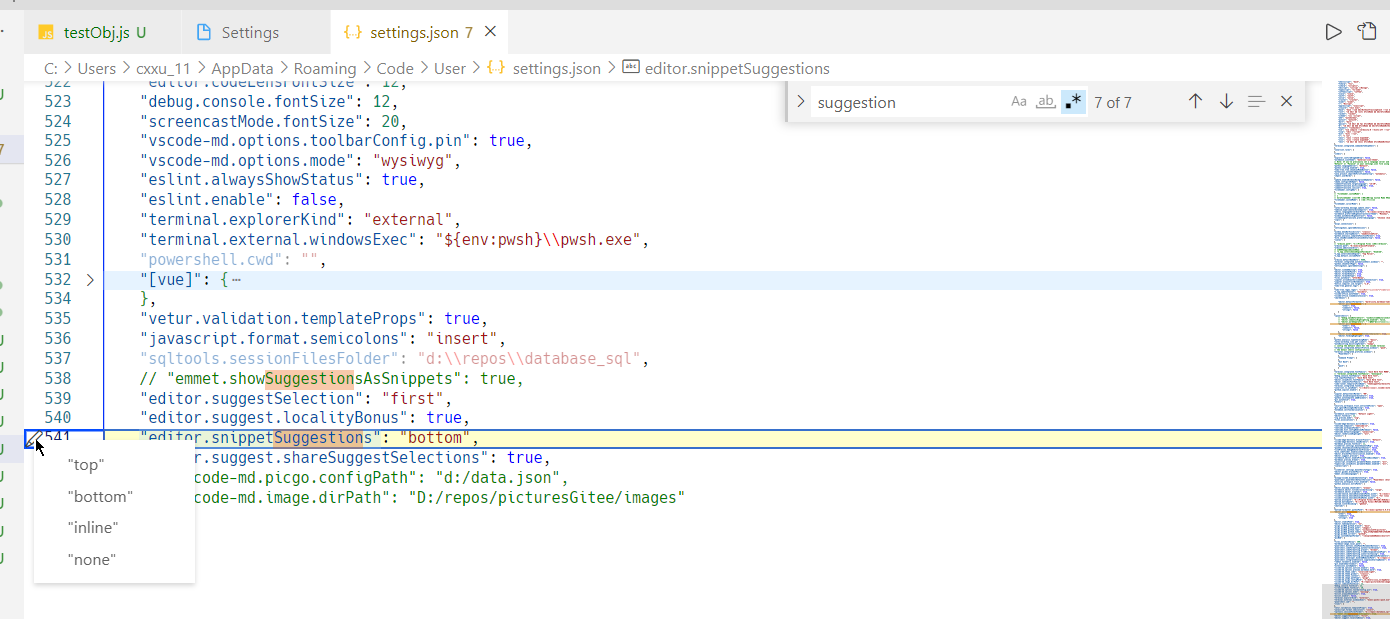 JS testObj.js U Settings {..} settings.json 7
C: > Users > cxxu_11 > AppData > Roaming > Code > User > {..} settings.json > abc editor.snippetSuggestions
suggestion Aa ab .* 7 of 7
522 "editor.codeLensFontSize": 12,
523 "debug.console.fontSize": 12,
524 "screencastMode.fontSize": 20,
525 "vscode-md.options.toolbarConfig.pin": true,
526 "vscode-md.options.mode": "wysiwyg",
527 "eslint.alwaysShowStatus": true,
528 "eslint.enable": false,
529 "terminal.explorerKind": "external",
530 "terminal.external.windowsExec": "${env:pwsh}\\pwsh.exe",
531 "powershell.cwd": "",
532 "[vue]": {⋯
534 },
535 "vetur.validation.templateProps": true,
536 "javascript.format.semicolons": "insert",
537 "sqltools.sessionFilesFolder": "d:\\repos\\database_sql",
538 // "emmet.showSuggestionsAsSnippets": true,
539 "editor.suggestSelection": "first",
540 "editor.suggest.localityBonus": true,
541 "editor.snippetSuggestions": "bottom",
r.suggest.shareSuggestSelections": true,
code-md.picgo.configPath": "d:/data.json",
code-md.image.dirPath": "D:/repos/picturesGitee/images"
"top"
"bottom"
"inline"
"none"